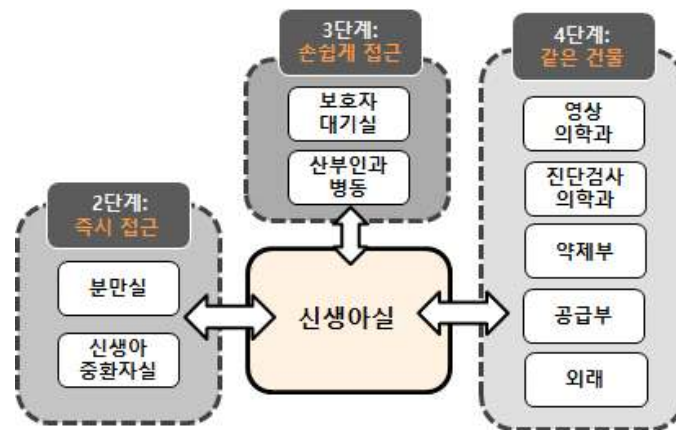 3단계:
손쉽게 접근
보호자
대기실
산부인과
병동
4단계:
같은 건물
영상
의학과
진단검사
의학과
약제부
공급부
외래
2단계:
즉시 접근
분만실
신생아
중환자실
신생아실